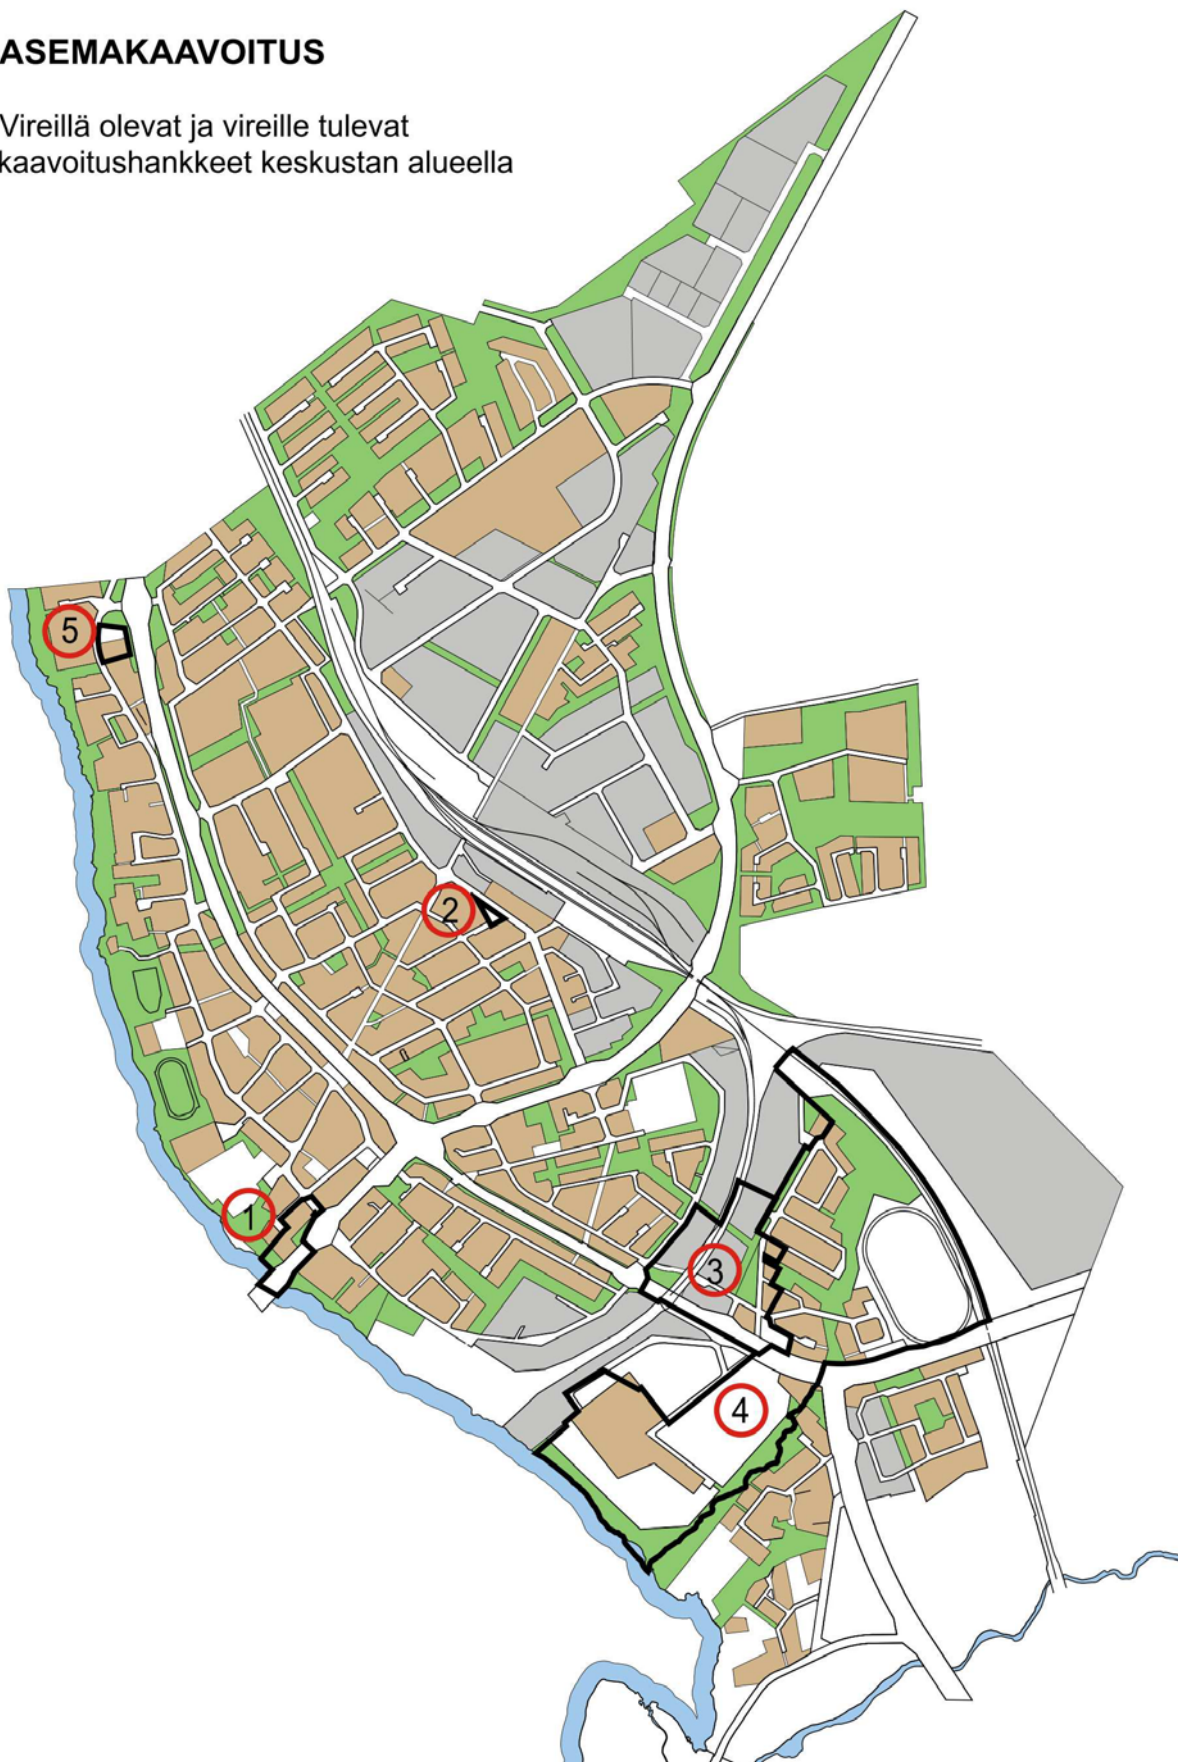 ASEMAKAAVOITUS
Vireillä olevat ja vireille tulevat
kaavoitushankkeet keskustan alueella
5
2
1
3
4